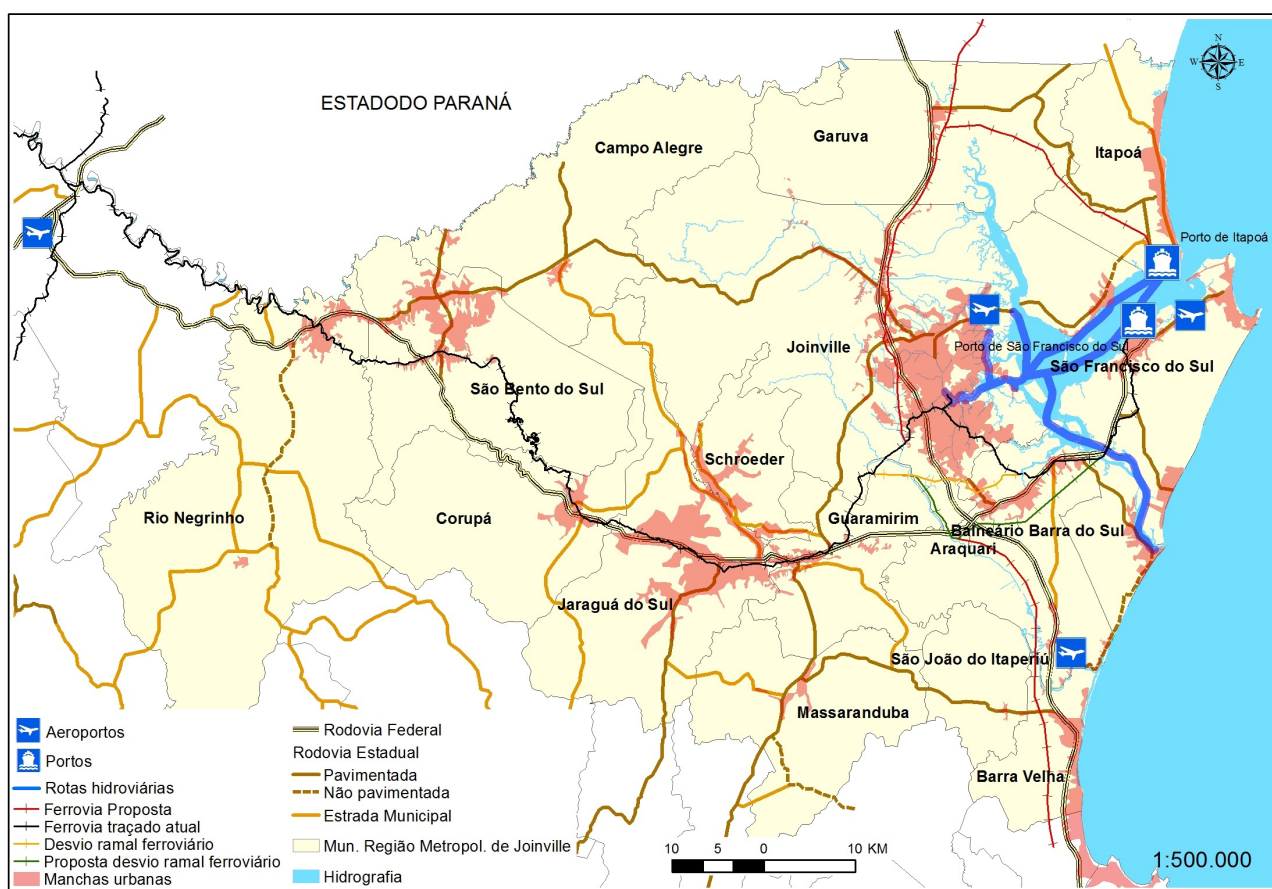 N
W E
S
ESTADODO PARANÁ
Garuva
Campo Alegre
Itapoá
Porto de Itapoá
Joinville
Porto de São Francisco do Sul
São Francisco do Sul
São Bento do Sul
Schroeder
Rio Negrinho
Corupá
Guaramirim
Balneário Barra do Sul
Araquari
Jaraguá do Sul
São João do Itaperiú
Massaranduba
Barra Velha
Aeroportos
Portos
Rotas hidroviárias
Ferrovia Proposta
Ferrovia traçado atual
Desvio ramal ferroviário
Proposta desvio ramal ferroviário
Manchas urbanas
Rodovia Federal
Rodovia Estadual
Pavimentada
Não pavimentada
Estrada Municipal
Mun. Região Metropol. de Joinville
Hidrografia
10 5 0 10 KM
1:500.000